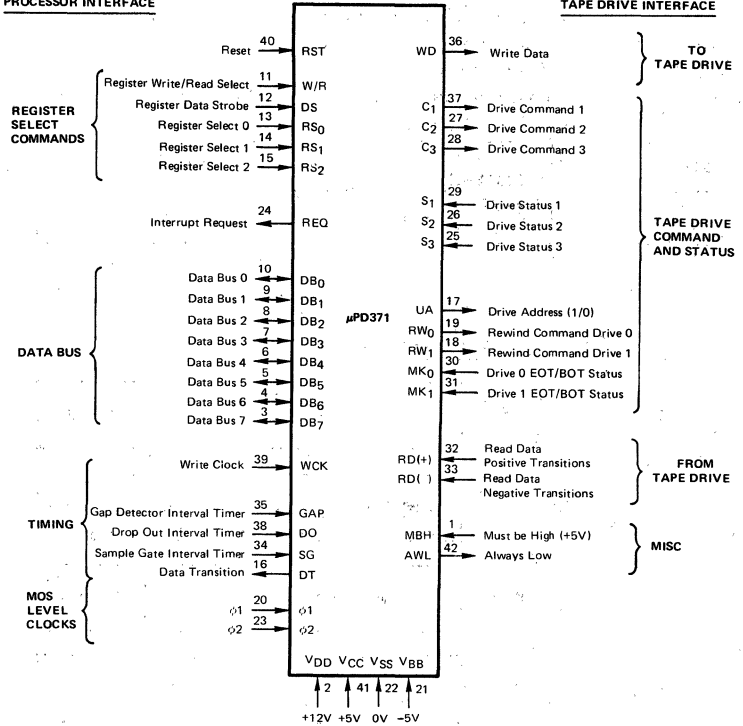 PROCESSOR INTERFACE
TAPE DRIVE INTERFACE
Reset 40 RST
REGISTER
SELECT
COMMANDS
Register Write/Read Select 11 W/R
Register Data Strobe 12 DS
Register Select 0 13 RS0
Register Select 1 14 RS1
Register Select 2 15 RS2
Interrupt Request 24 REQ
DATA BUS
Data Bus 0 10 DB0
Data Bus 1 9 DB1
Data Bus 2 8 DB2
Data Bus 3 7 DB3
Data Bus 4 6 DB4
Data Bus 5 5 DB5
Data Bus 6 4 DB6
Data Bus 7 3 DB7
TIMING
Write Clock 39 WCK
Gap Detector Interval Timer 35 GAP
Drop Out Interval Timer 38 DO
Sample Gate Interval Timer 34 SG
Data Transition 16 DT
MOS
LEVEL
CLOCKS
φ1 20 φ1
φ2 23 φ2
µPD371
WD 36 Write Data
TO
TAPE DRIVE
C1 37 Drive Command 1
C2 27 Drive Command 2
C3 28 Drive Command 3
S1 29 Drive Status 1
S2 26 Drive Status 2
S3 25 Drive Status 3
TAPE DRIVE
COMMAND
AND STATUS
UA 17 Drive Address (1/0)
RW0 19 Rewind Command Drive 0
RW1 18 Rewind Command Drive 1
MK0 30 Drive 0 EOT/BOT Status
MK1 31 Drive 1 EOT/BOT Status
RD(+) 32 Read Data
Positive Transitions
RD( ) 33 Read Data
Negative Transitions
FROM
TAPE DRIVE
MBH 1 Must be High (+5V)
AWL 42 Always Low
MISC
VDD VCC VSS VBB
2 41 22 21
+12V +5V 0V −5V